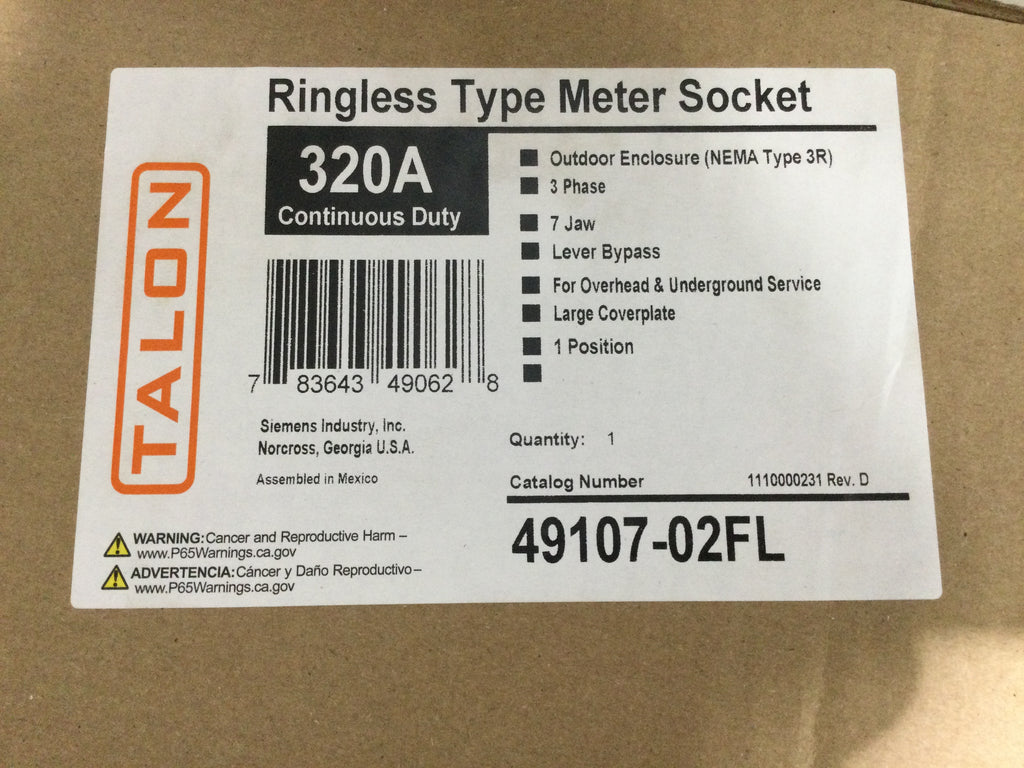 Ringless Type Meter Socket
320A
Continuous Duty
TALON
Outdoor Enclosure (NEMA Type 3R)
3 Phase
7 Jaw
Lever Bypass
For Overhead & Underground Service
Large Coverplate
1 Position
7 83643 49062 8
Siemens Industry, Inc.
Norcross, Georgia U.S.A.
Assembled in Mexico
Quantity: 1
Catalog Number 1110000231 Rev. D
49107-02FL
WARNING: Cancer and Reproductive Harm –
www.P65Warnings.ca.gov
ADVERTENCIA: Cáncer y Daño Reproductivo –
www.P65Warnings.ca.gov